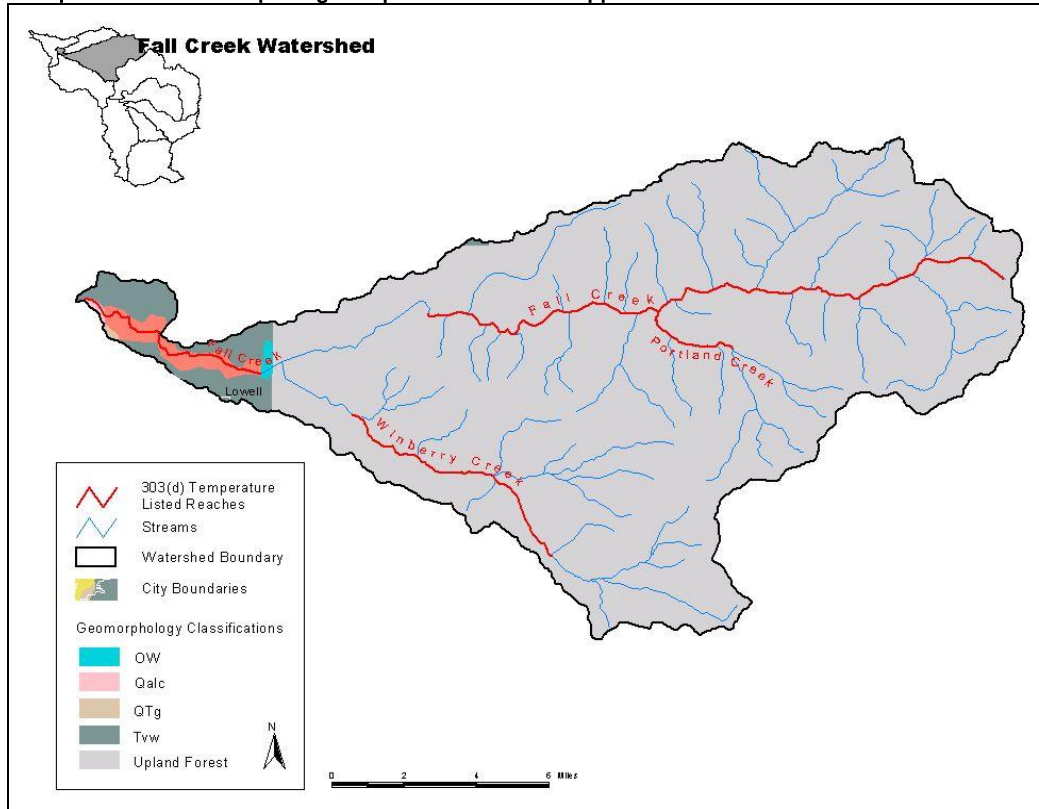 Fall Creek Watershed
Fall Creek
Portland Creek
Fall Creek
Lowell
Winberry Creek
303(d) Temperature
Listed Reaches
Streams
Watershed Boundary
City Boundaries
Geomorphology Classifications
OW
Qalc
QTg
Tvw
Upland Forest
N
0 2 4 6 Miles